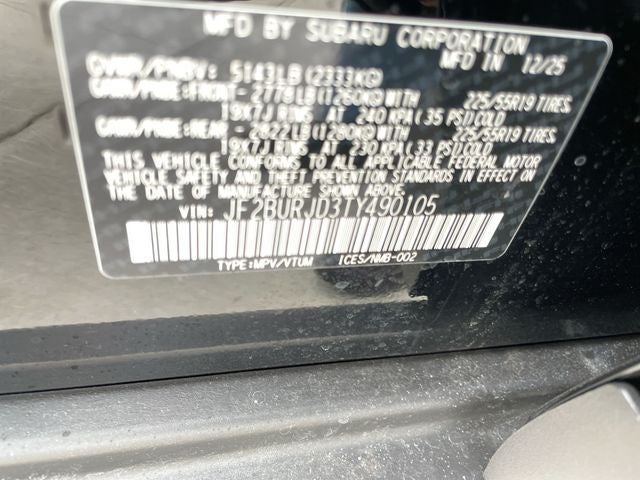 MFD BY SUBARU CORPORATION
MFD IN 12/25
GVWR/PNBV: 5143LB(2333KG)
GAWR/PNBE:FRONT-2778LB(1260KG)WITH 225/55R19 TIRES,
19X7J RIMS AT 240 KPA(35 PSI)COLD
GAWR/PNBE:REAR -2822LB(1280KG)WITH 225/55R19 TIRES,
19X7J RIMS AT 230 KPA(33 PSI)COLD
THIS VEHICLE CONFORMS TO ALL APPLICABLE FEDERAL MOTOR
VEHICLE SAFETY AND THEFT PREVENTION STANDARDS IN EFFECT ON
THE DATE OF MANUFACTURE SHOWN ABOVE.
VIN: JF2BURJD3TY490105
TYPE:MPV/VTUM ICES/NMB-002